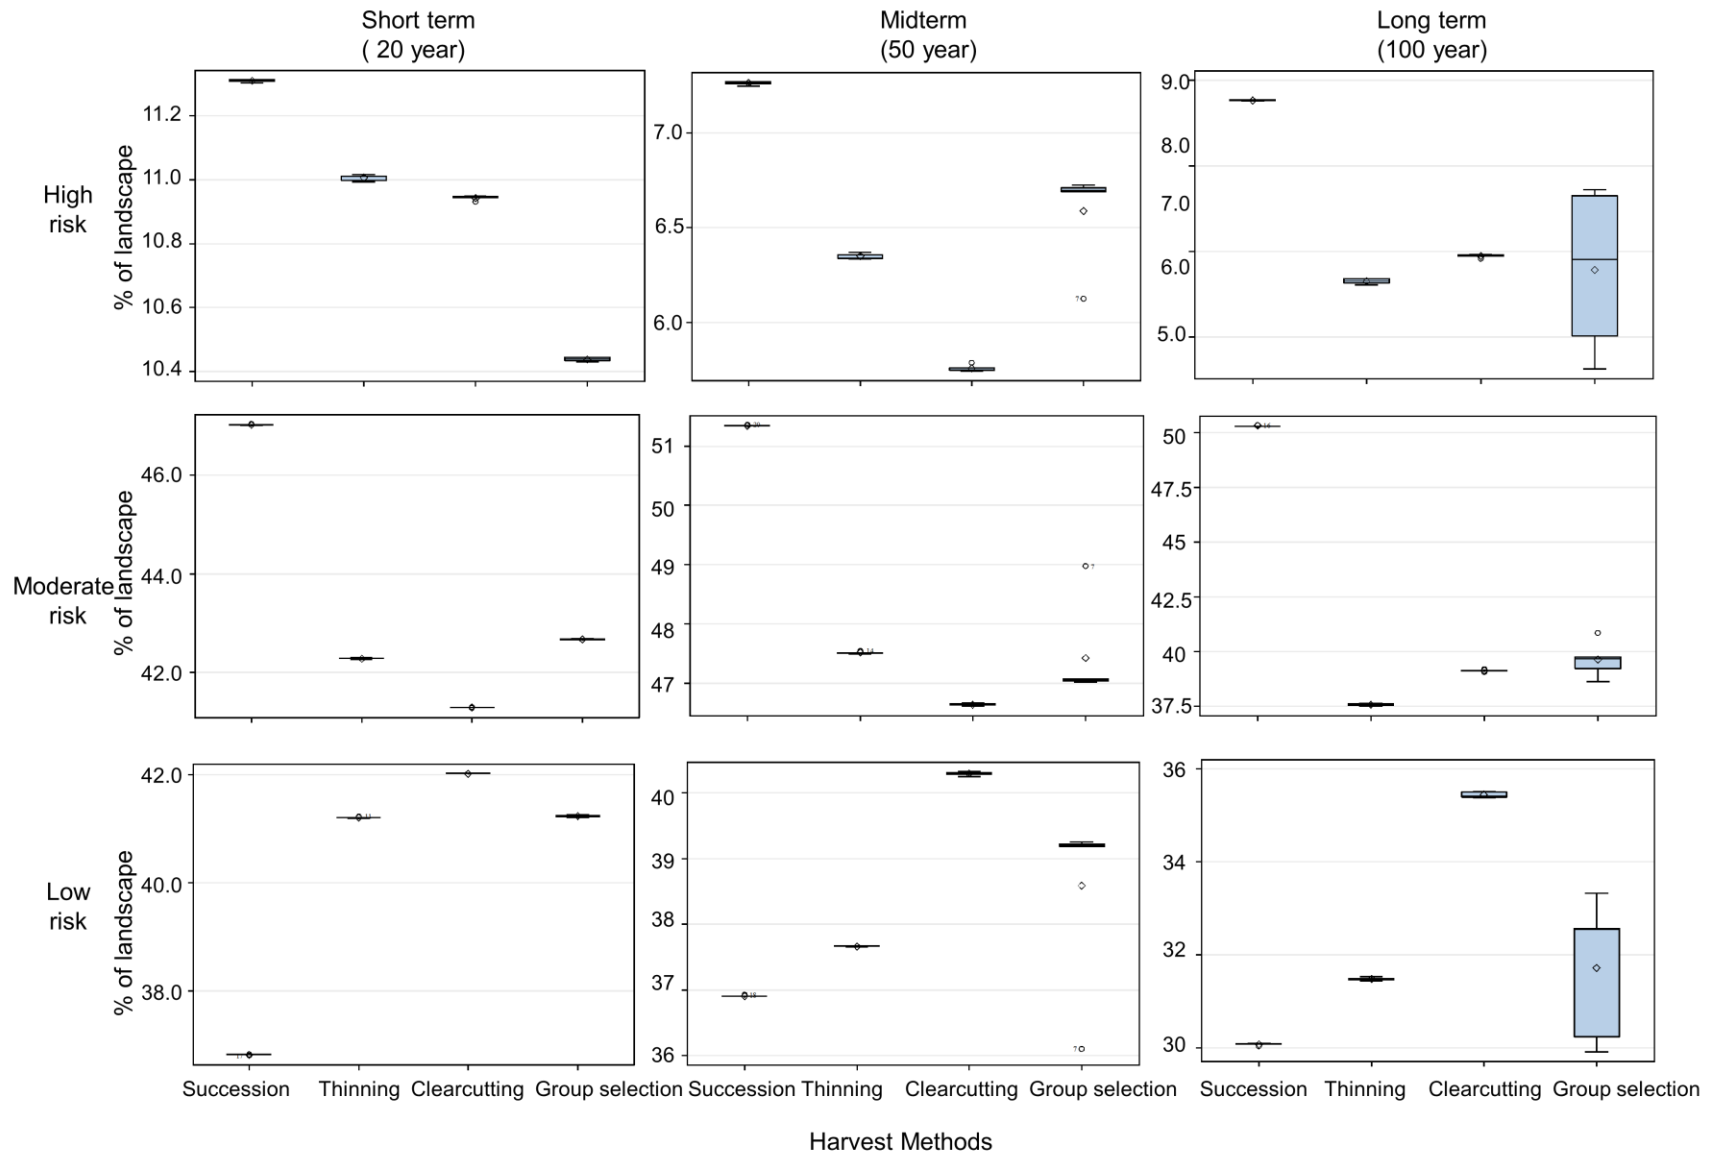 Short term
( 20 year)
Midterm
(50 year)
Long term
(100 year)
High
risk
% of landscape
11.2
11.0
10.8
10.6
10.4
7.0
6.5
6.0
9.0
8.0
7.0
6.0
5.0
Moderate
risk
% of landscape
46.0
44.0
42.0
51
50
49
48
47
50
47.5
45
42.5
40
37.5
Low
risk
% of landscape
42.0
40.0
38.0
40
39
38
37
36
36
34
32
30
Succession Thinning Clearcutting Group selection Succession Thinning Clearcutting Group selection Succession Thinning Clearcutting Group selection
Harvest Methods